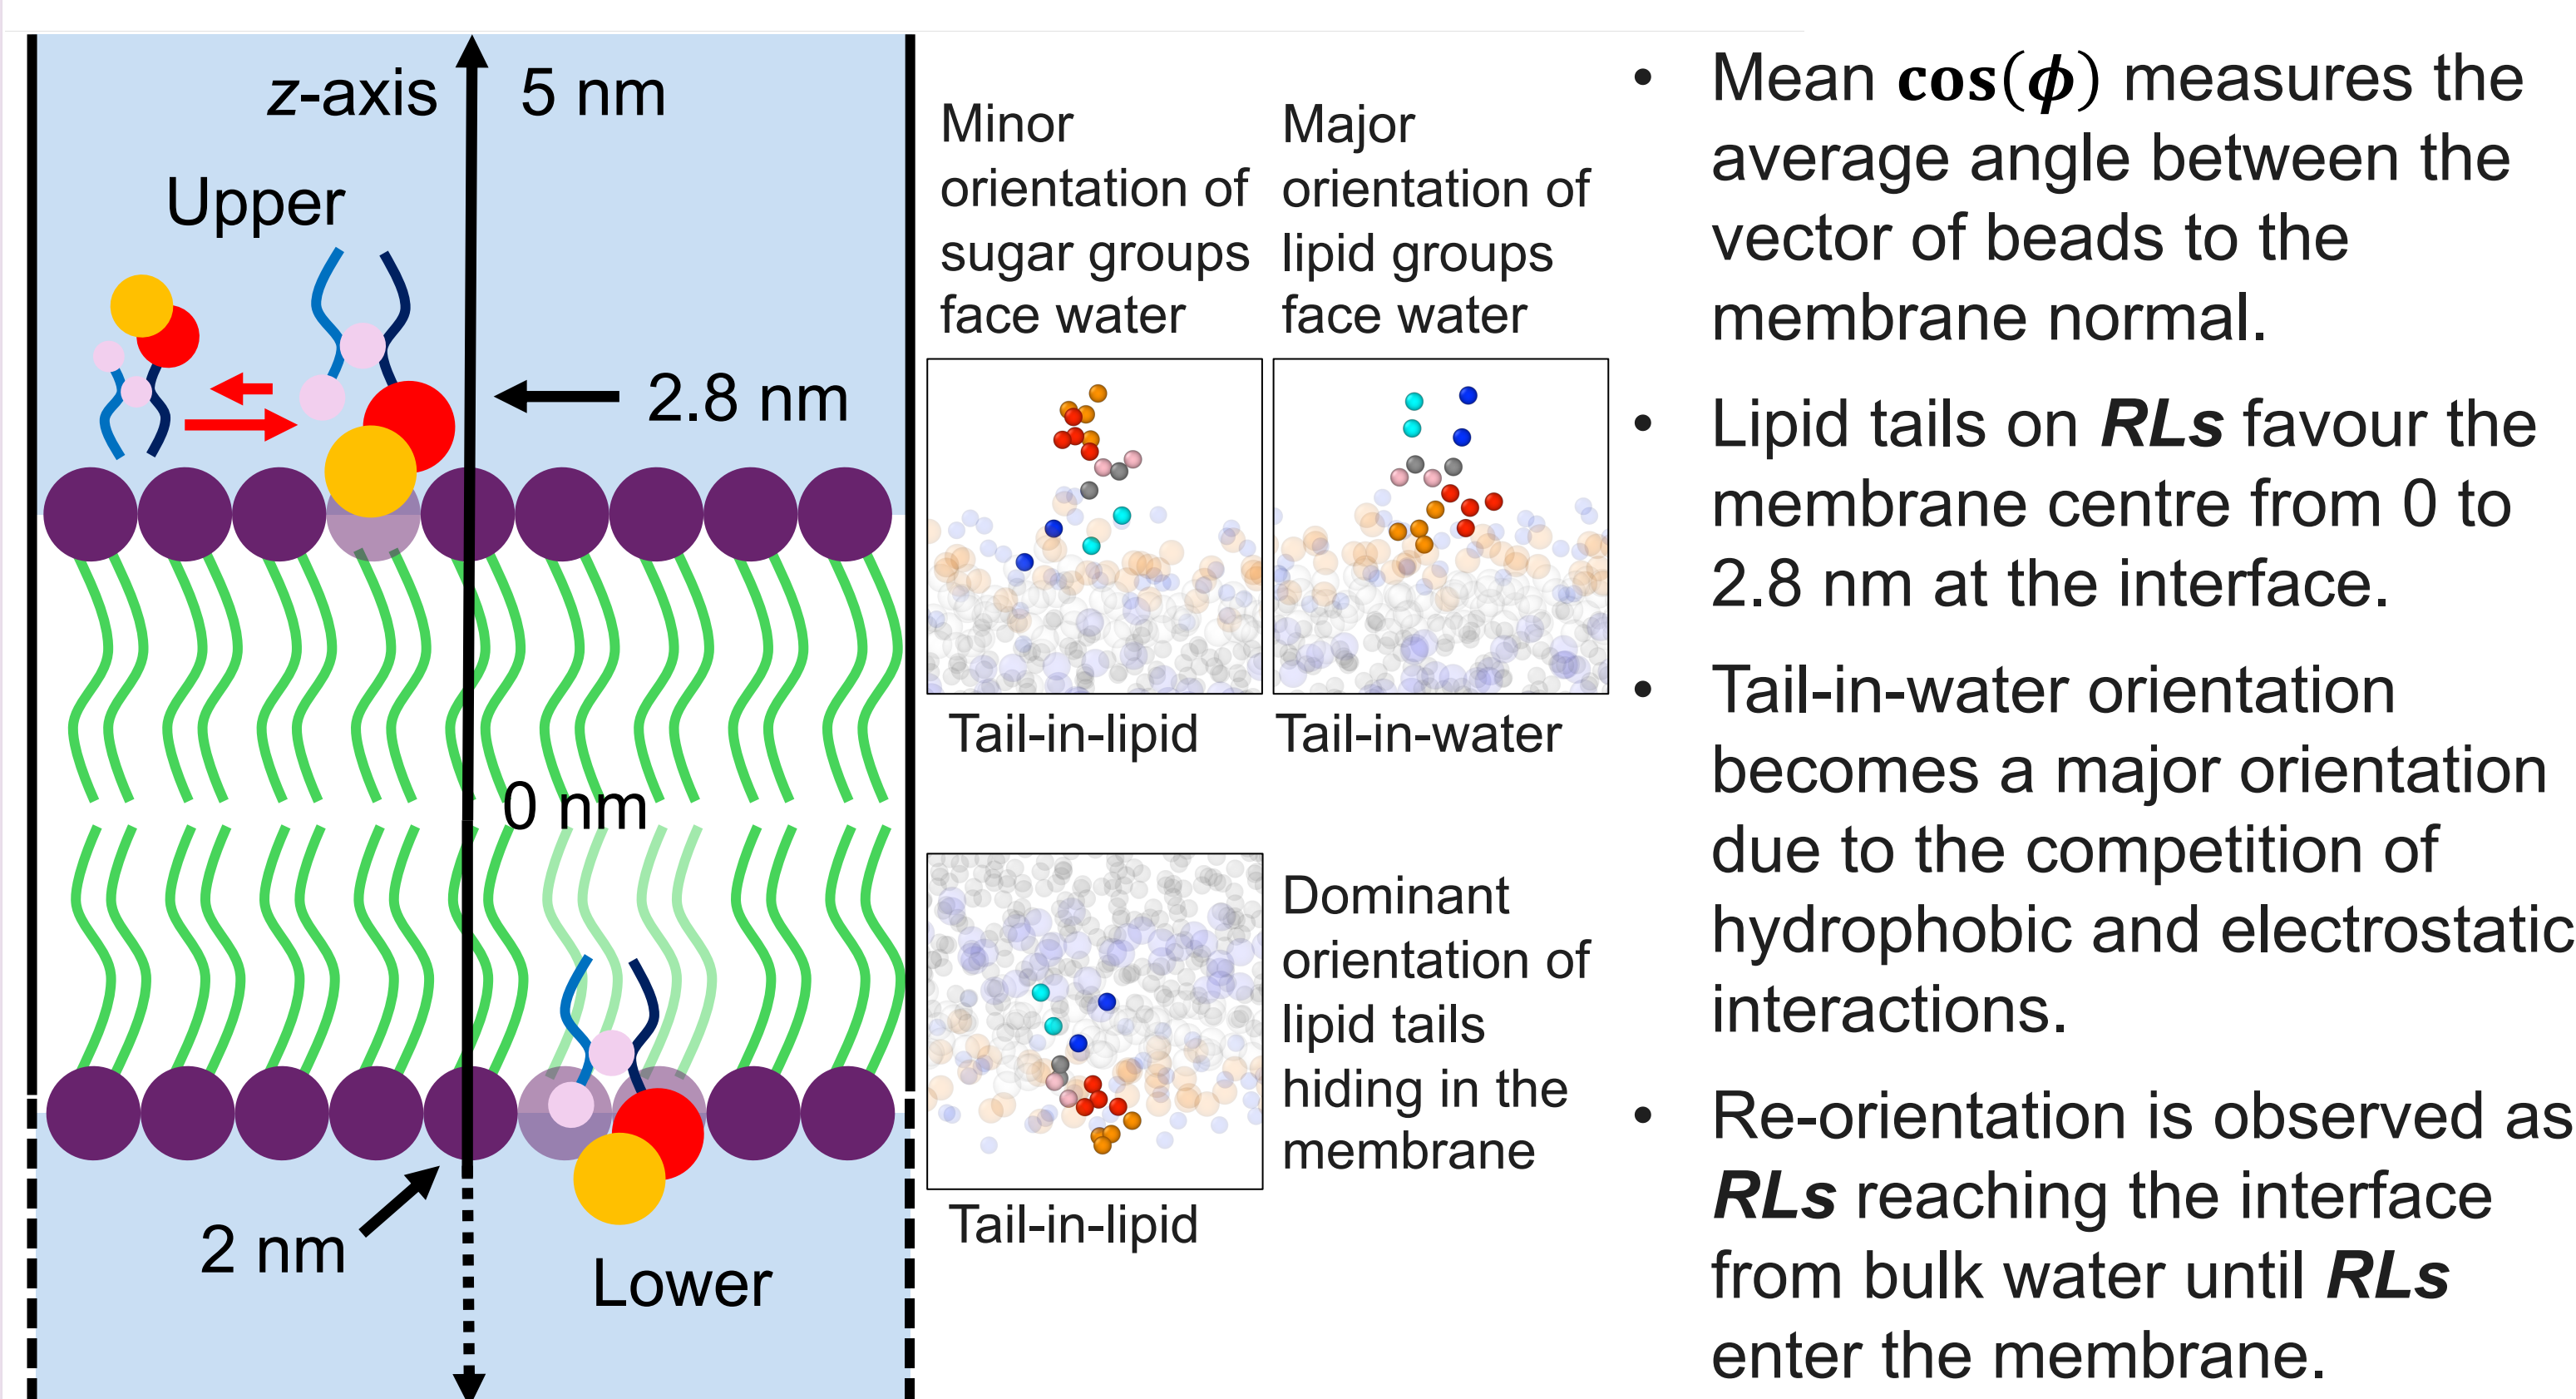 z-axis
5 nm
Upper
2.8 nm
0 nm
2 nm
Lower
Minor
orientation of
sugar groups
face water
Major
orientation of
lipid groups
face water
Tail-in-lipid
Tail-in-water
Dominant
orientation of
lipid tails
hiding in the
membrane
Tail-in-lipid
• Mean cos(ϕ) measures the
average angle between the
vector of beads to the
membrane normal.
• Lipid tails on RLs favour the
membrane centre from 0 to
2.8 nm at the interface.
• Tail-in-water orientation
becomes a major orientation
due to the competition of
hydrophobic and electrostatic
interactions.
• Re-orientation is observed as
RLs reaching the interface
from bulk water until RLs
enter the membrane.